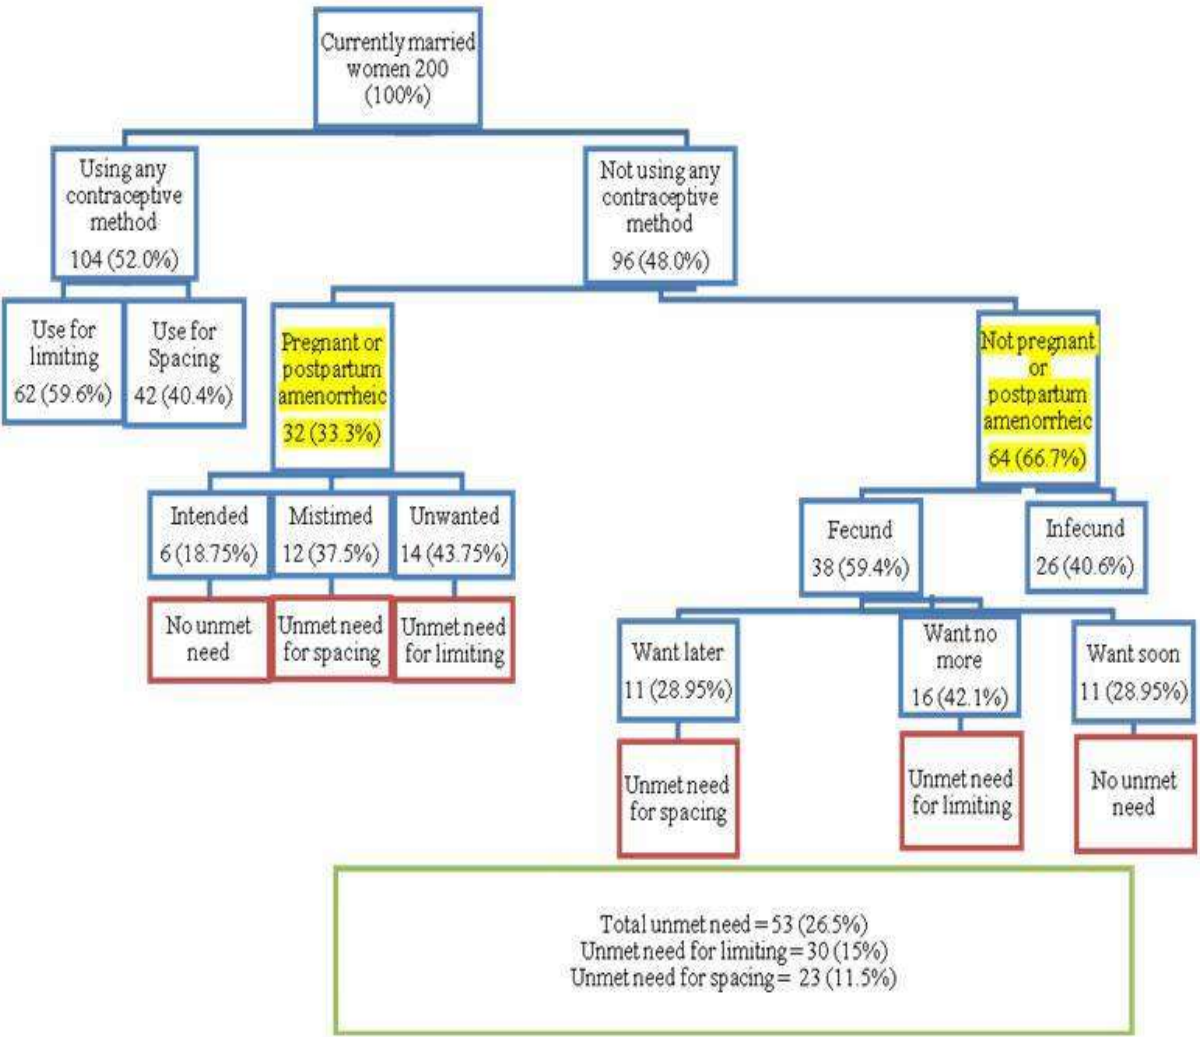 Currently married
women 200
(100%)
Using any
contraceptive
method
104 (52.0%)
Not using any
contraceptive
method
96 (48.0%)
Use for
limiting
62 (59.6%)
Use for
Spacing
42 (40.4%)
Pregnant or
postpartum
amenorrheic
32 (33.3%)
Not pregnant
or
postpartum
amenorrheic
64 (66.7%)
Intended
6 (18.75%)
Mistimed
12 (37.5%)
Unwanted
14 (43.75%)
Fecund
38 (59.4%)
Infecund
26 (40.6%)
No unmet
need
Unmet need
for spacing
Unmet need
for limiting
Want later
11 (28.95%)
Want no
more
16 (42.1%)
Want soon
11 (28.95%)
Unmet need
for spacing
Unmet need
for limiting
No unmet
need
Total unmet need = 53 (26.5%)
Unmet need for limiting = 30 (15%)
Unmet need for spacing = 23 (11.5%)